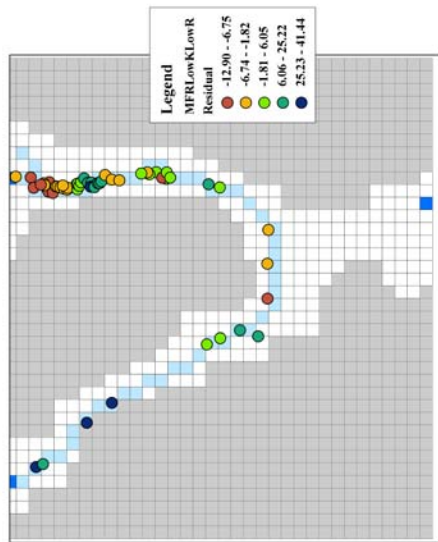 Legend
MFRLowKLowR
Residual
-12.90 - -6.75
-6.74 - -1.82
-1.81 - 6.05
6.06 - 25.22
25.23 - 41.44